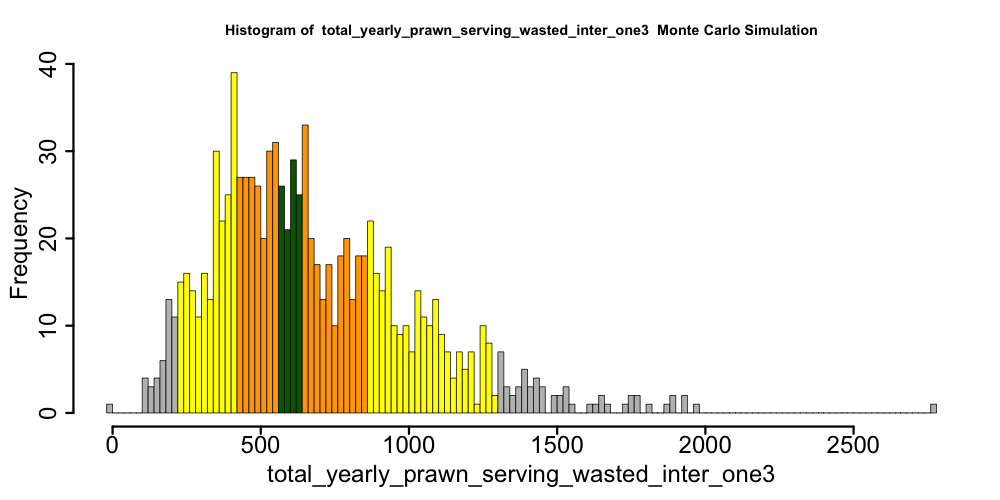 Histogram of total_yearly_prawn_serving_wasted_inter_one3 Monte Carlo Simulation
40
30
20
10
0
Frequency
0 500 1000 1500 2000 2500
total_yearly_prawn_serving_wasted_inter_one3